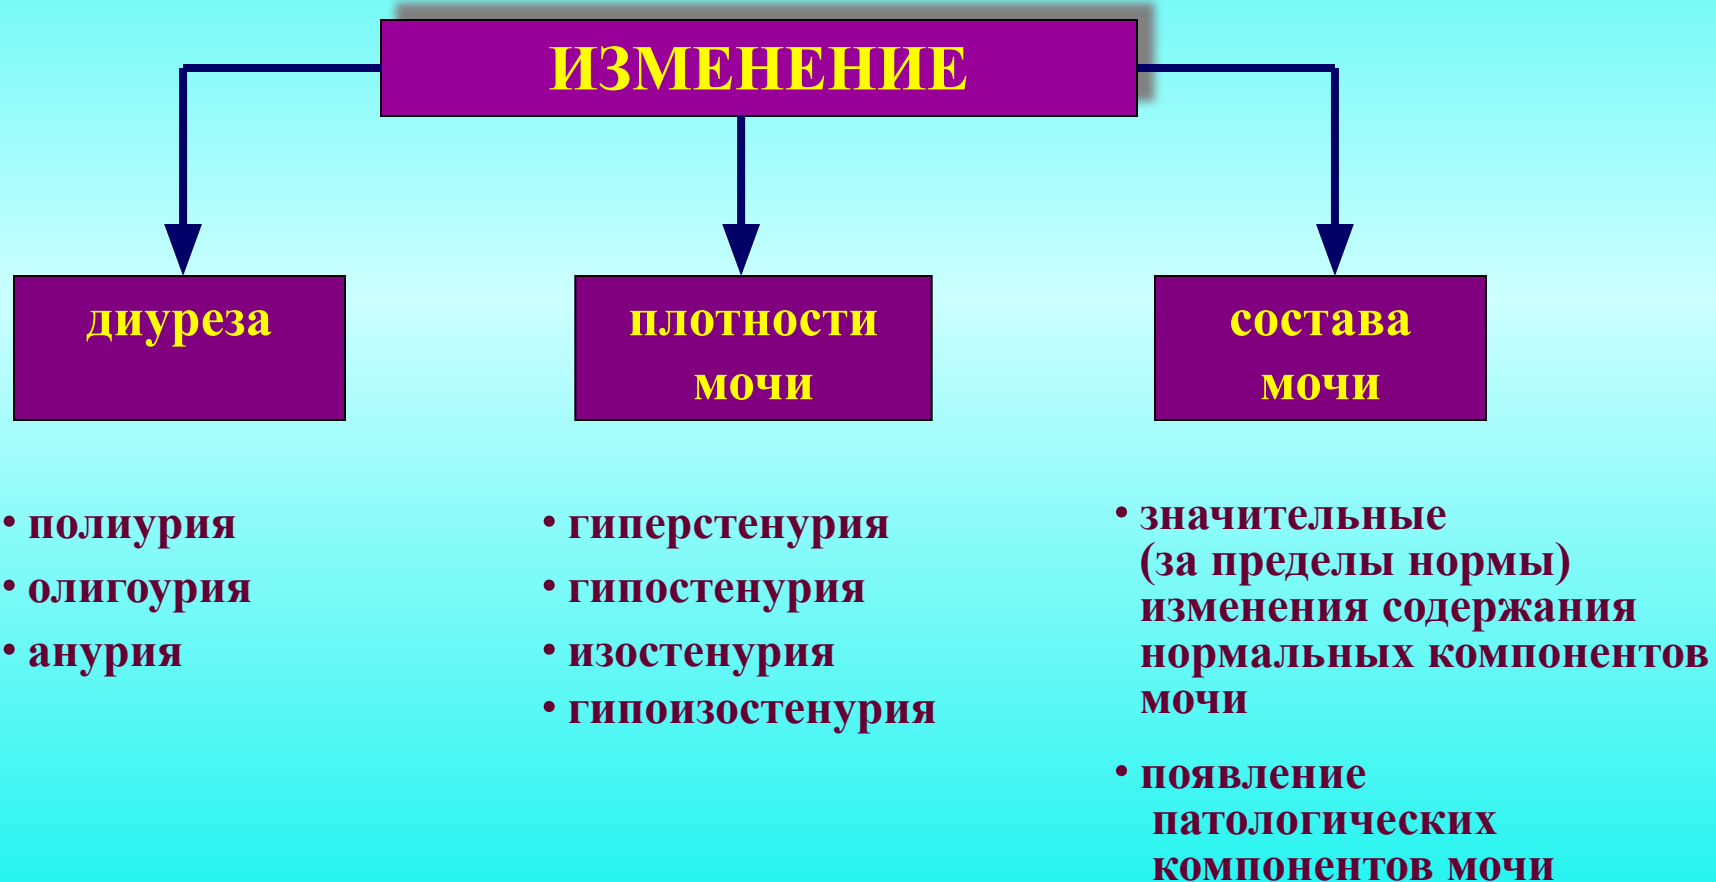 ИЗМЕНЕНИЕ
диуреза
плотности
мочи
состава
мочи
• полиурия
• олигоурия
• анурия
• гиперстенурия
• гипостенурия
• изостенурия
• гипоизостенурия
• значительные
(за пределы нормы)
изменения содержания
нормальных компонентов
мочи
• появление
патологических
компонентов мочи